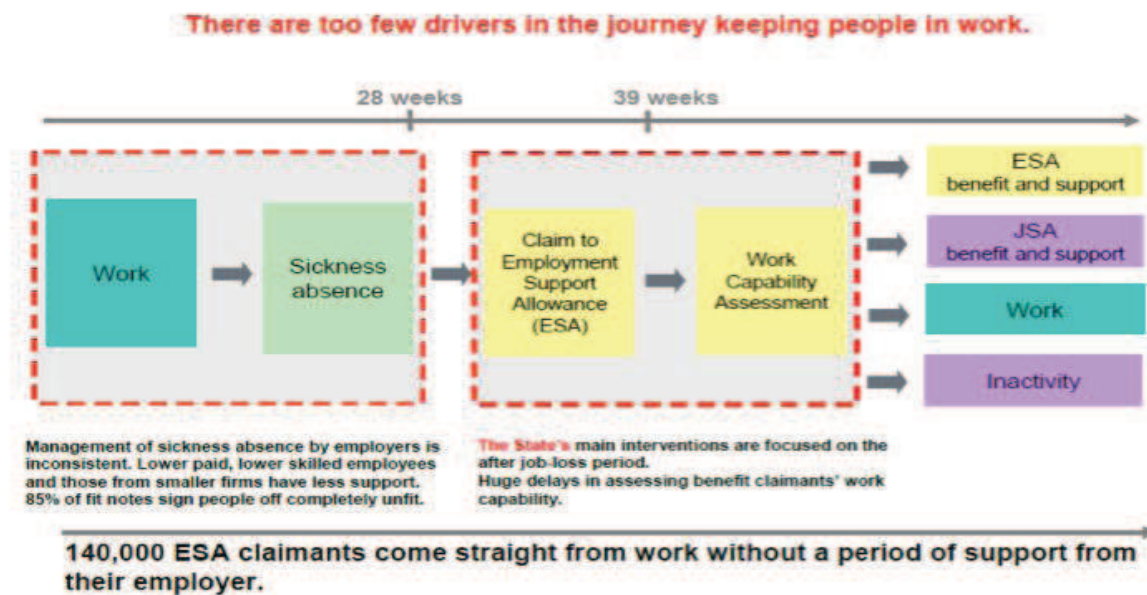 There are too few drivers in the journey keeping people in work.
28 weeks
39 weeks
Work
Sickness
absence
Claim to
Employment
Support
Allowance
(ESA)
Work
Capability
Assessment
ESA
benefit and support
JSA
benefit and support
Work
Inactivity
Management of sickness absence by employers is
inconsistent. Lower paid, lower skilled employees
and those from smaller firms have less support.
85% of fit notes sign people off completely unfit.
The State's main interventions are focused on the
after job-loss period.
Huge delays in assessing benefit claimants' work
capability.
140,000 ESA claimants come straight from work without a period of support from
their employer.